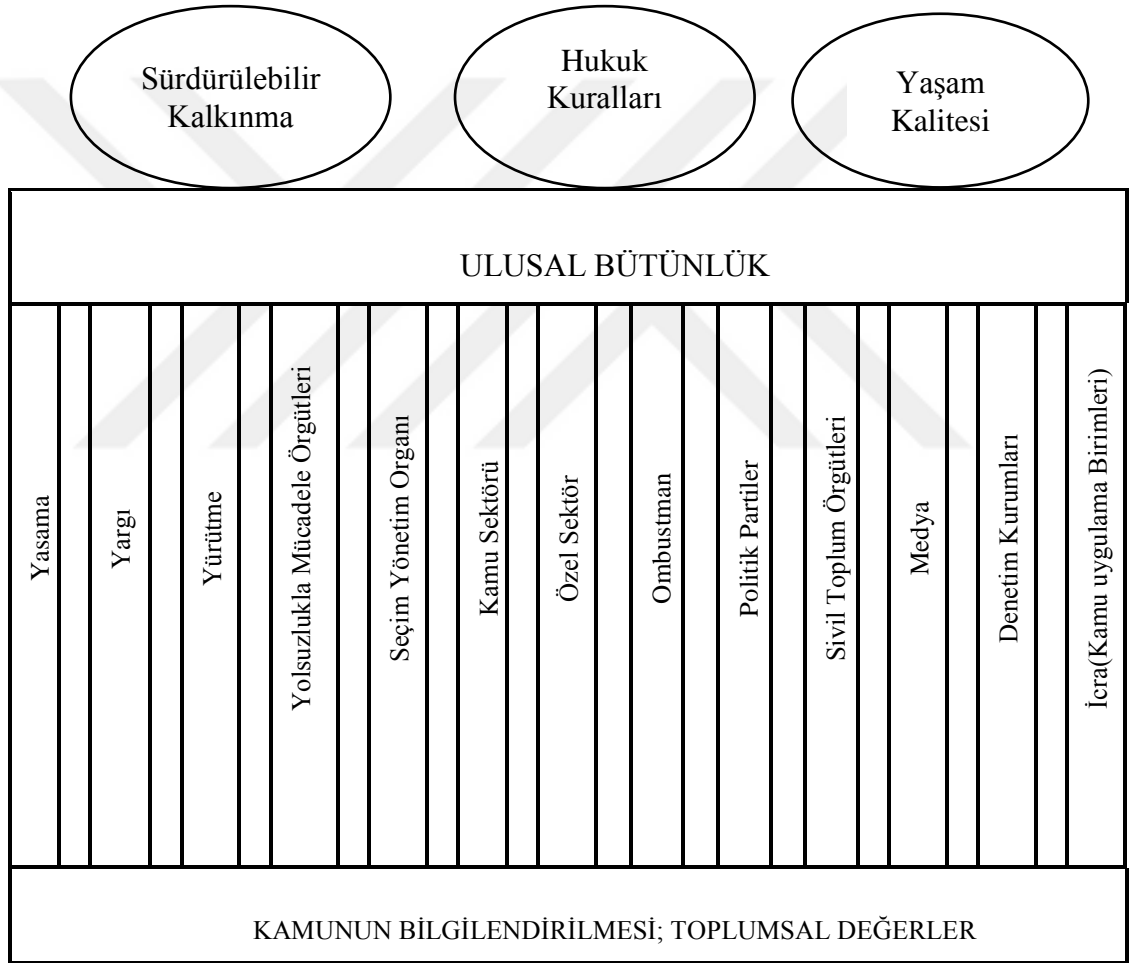 Sürdürülebilir
Kalkınma
Hukuk
Kuralları
Yaşam
Kalitesi
ULUSAL BÜTÜNLÜK
Yasama
Yargı
Yürütme
Yolsuzlukla Mücadele Örgütleri
Seçim Yönetim Organı
Kamu Sektörü
Özel Sektör
Ombustman
Politik Partiler
Sivil Toplum Örgütleri
Medya
Denetim Kurumları
İcra(Kamu uygulama Birimleri)
KAMUNUN BİLGİLENDİRİLMESİ; TOPLUMSAL DEĞERLER